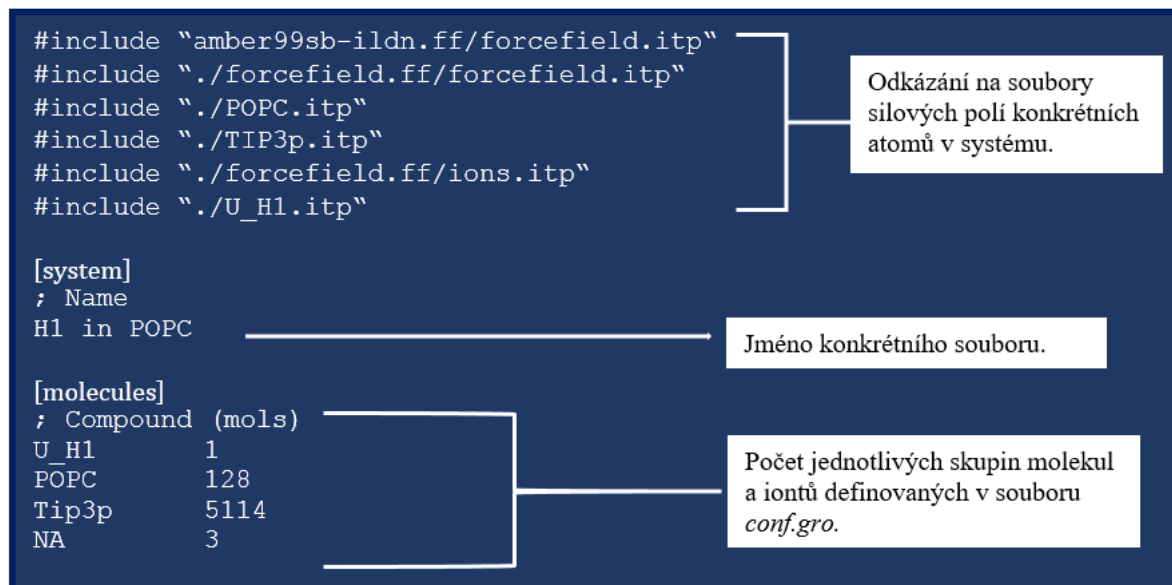 #include “amber99sb-ildn.ff/forcefield.itp“
#include “./forcefield.ff/forcefield.itp“
#include “./POPC.itp“
#include “./TIP3p.itp“
#include “./forcefield.ff/ions.itp“
#include “./U_H1.itp“
Odkázání na soubory
silových polí konkrétních
atomů v systému.
[system]
; Name
H1 in POPC
Jméno konkrétního souboru.
[molecules]
; Compound (mols)
U_H1 1
POPC 128
Tip3p 5114
NA 3
Počet jednotlivých skupin molekul
a iontů definovaných v souboru
conf.gro.